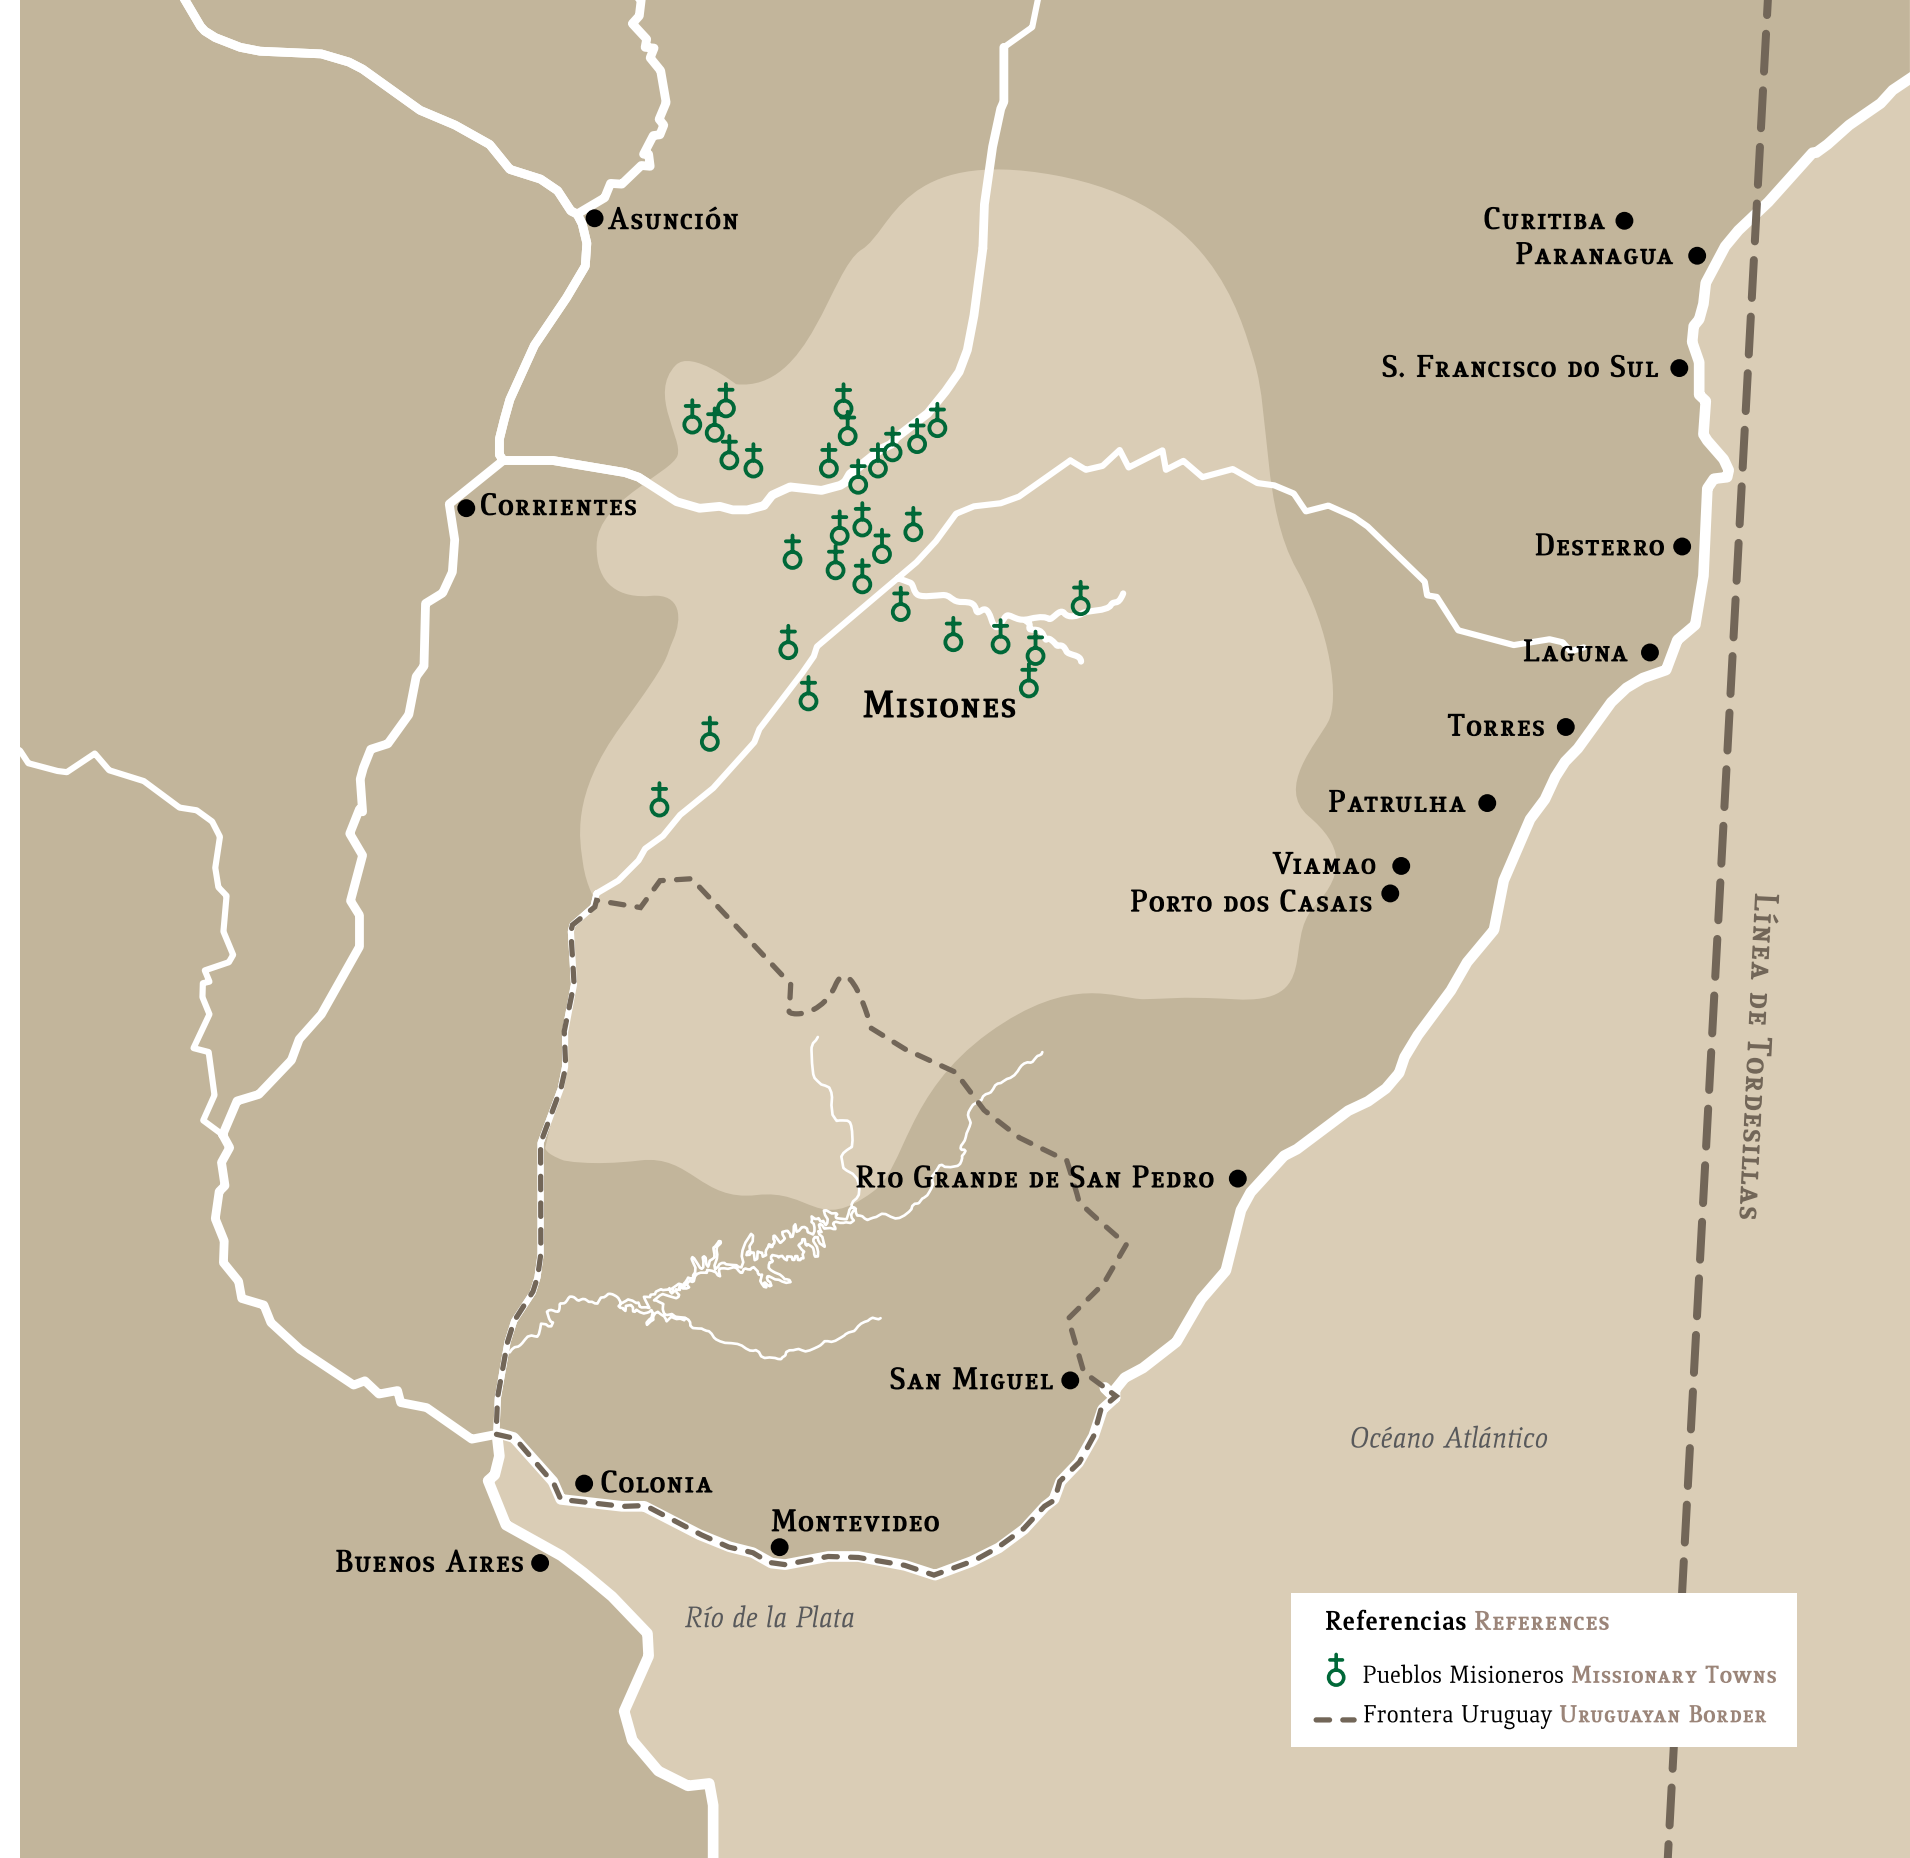 Asunción
Curitiba
Paranagua
S. Francisco do Sul
Corrientes
Desterro
Laguna
Misiones
Torres
Patrulha
Viamao
Porto dos Casais
Línea de Tordesillas
Rio Grande de San Pedro
San Miguel
Océano Atlántico
Colonia
Montevideo
Buenos Aires
Río de la Plata
Referencias References
Pueblos Misioneros Missionary Towns
Frontera Uruguay Uruguayan Border